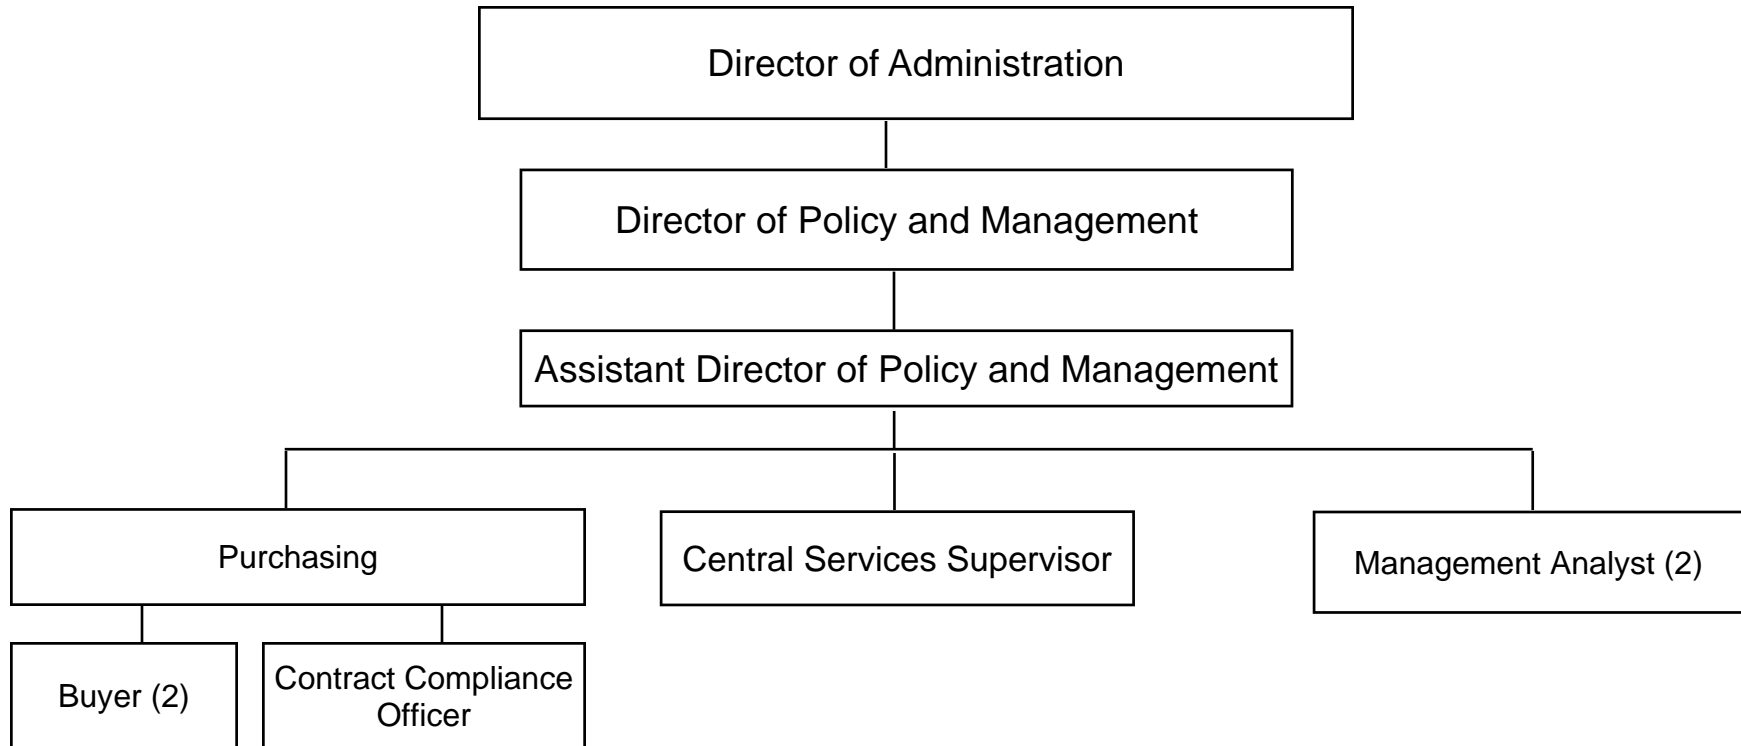 Director of Administration
Director of Policy and Management
Assistant Director of Policy and Management
Purchasing
Central Services Supervisor
Management Analyst (2)
Buyer (2)
Contract Compliance
Officer